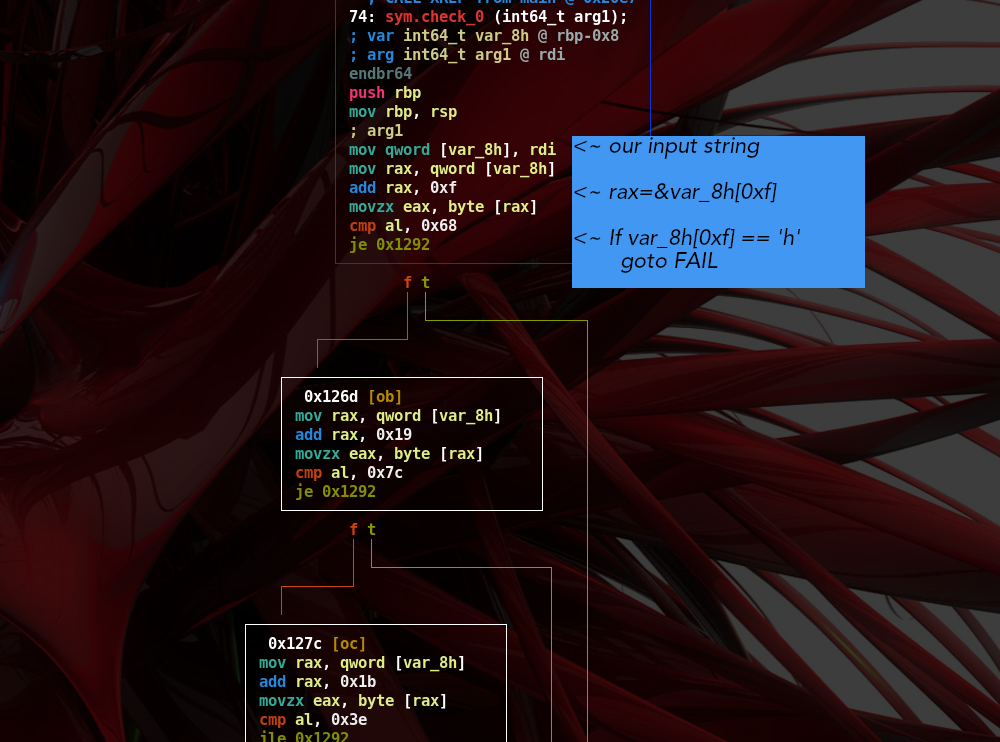 ; CALL XREF from main @ 0x20e7
74: sym.check_0 (int64_t arg1);
; var int64_t var_8h @ rbp-0x8
; arg int64_t arg1 @ rdi
endbr64
push rbp
mov rbp, rsp
; arg1
mov qword [var_8h], rdi
<~ our input string
mov rax, qword [var_8h]
add rax, 0xf
<~ rax=&var_8h[0xf]
movzx eax, byte [rax]
cmp al, 0x68
<~ If var_8h[0xf] == 'h'
je 0x1292
goto FAIL
f t
0x126d [ob]
mov rax, qword [var_8h]
add rax, 0x19
movzx eax, byte [rax]
cmp al, 0x7c
je 0x1292
f t
0x127c [oc]
mov rax, qword [var_8h]
add rax, 0x1b
movzx eax, byte [rax]
cmp al, 0x3e
jle 0x1292